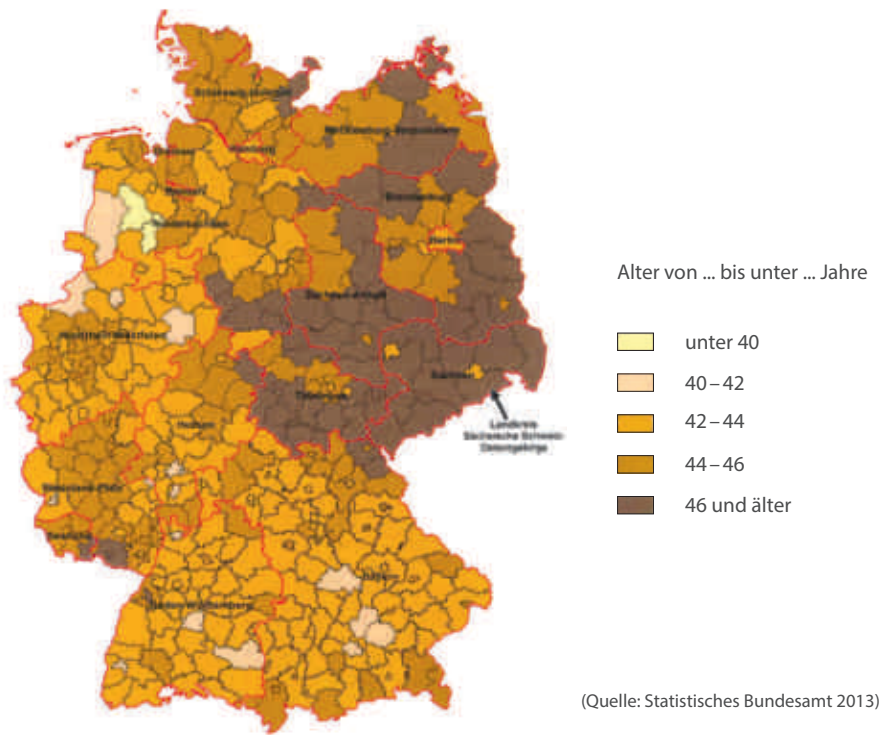 Schleswig-Holstein
Mecklenburg-Vorpommern
Hamburg
Bremen
Niedersachsen
Brandenburg
Berlin
Sachsen-Anhalt
Nordrhein-Westfalen
Sachsen
Thüringen
Hessen
Landkreis
Sächsische Schweiz-
Osterzgebirge
Rheinland-Pfalz
Saarland
Bayern
Baden-Württemberg
Alter von ... bis unter ... Jahre
unter 40
40 – 42
42 – 44
44 – 46
46 und älter
(Quelle: Statistisches Bundesamt 2013)